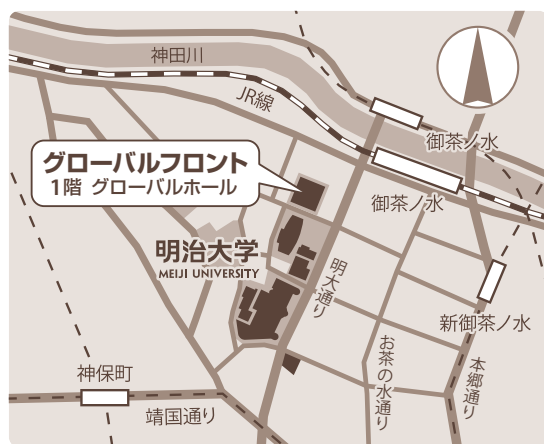 神田川
JR線
御茶ノ水
グローバルフロント
1階 グローバルホール
御茶ノ水
明治大学
MEIJI UNIVERSITY
明大通り
新御茶ノ水
お茶の水通り
本郷通り
神保町
靖国通り